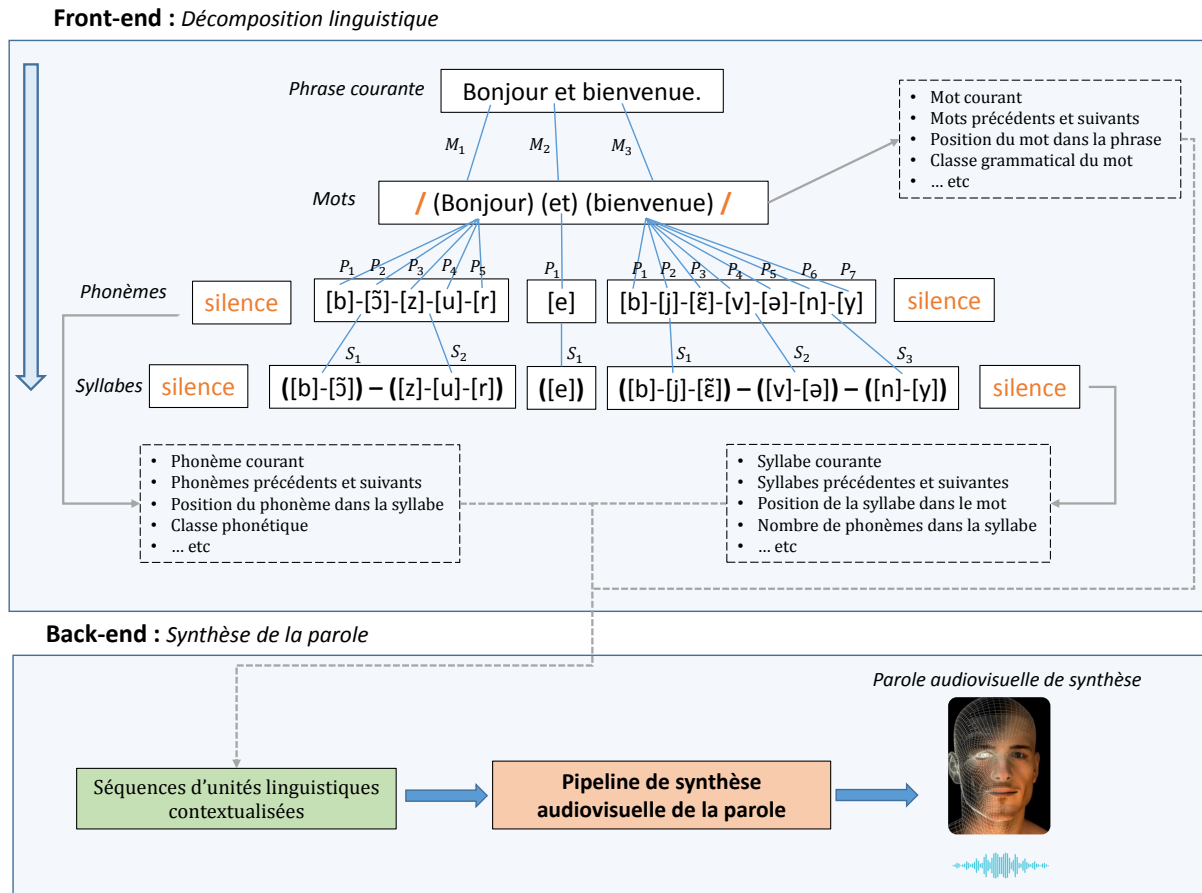 Front-end : Décomposition linguistique
Phrase courante
Bonjour et bienvenue.
• Mot courant
• Mots précédents et suivants
• Position du mot dans la phrase
• Classe grammatical du mot
• … etc
M₁ M₂ M₃
Mots
/ (Bonjour) (et) (bienvenue) /
P₁ P₂ P₃ P₄ P₅ P₁ P₁ P₂ P₃ P₄ P₅ P₆ P₇
Phonèmes
silence [b]-[ɔ̃]-[z]-[u]-[r] [e] [b]-[j]-[ɛ̃]-[v]-[ə]-[n]-[y] silence
S₁ S₂ S₁ S₁ S₂ S₃
Syllabes
silence ([b]-[ɔ̃]) – ([z]-[u]-[r]) ([e]) ([b]-[j]-[ɛ̃]) – ([v]-[ə]) – ([n]-[y]) silence
• Phonème courant
• Phonèmes précédents et suivants
• Position du phonème dans la syllabe
• Classe phonétique
• … etc
• Syllabe courante
• Syllabes précédentes et suivantes
• Position de la syllabe dans le mot
• Nombre de phonèmes dans la syllabe
• … etc
Back-end : Synthèse de la parole
Parole audiovisuelle de synthèse
Séquences d’unités linguistiques
contextualisées
Pipeline de synthèse
audiovisuelle de la parole